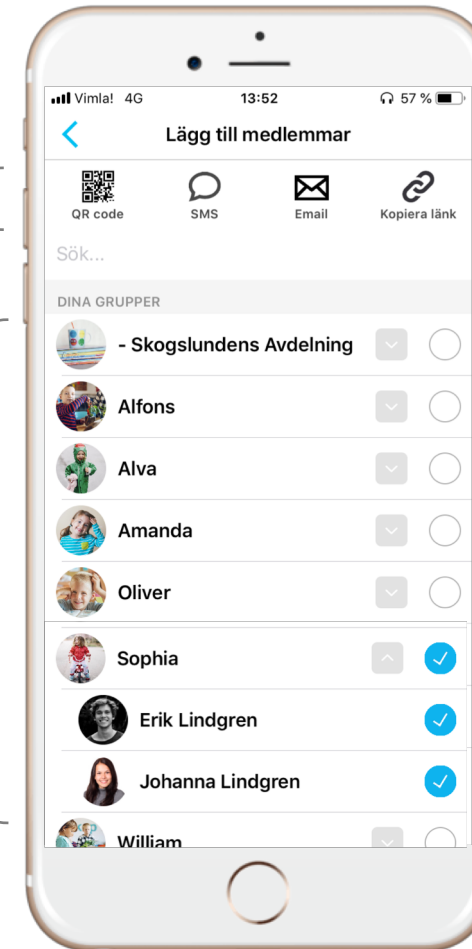 Vimla! 4G 13:52 57 %
Lägg till medlemmar
QR code SMS Email Kopiera länk
Sök...
DINA GRUPPER
- Skogslundens Avdelning
Alfons
Alva
Amanda
Oliver
Sophia
Erik Lindgren
Johanna Lindgren
William